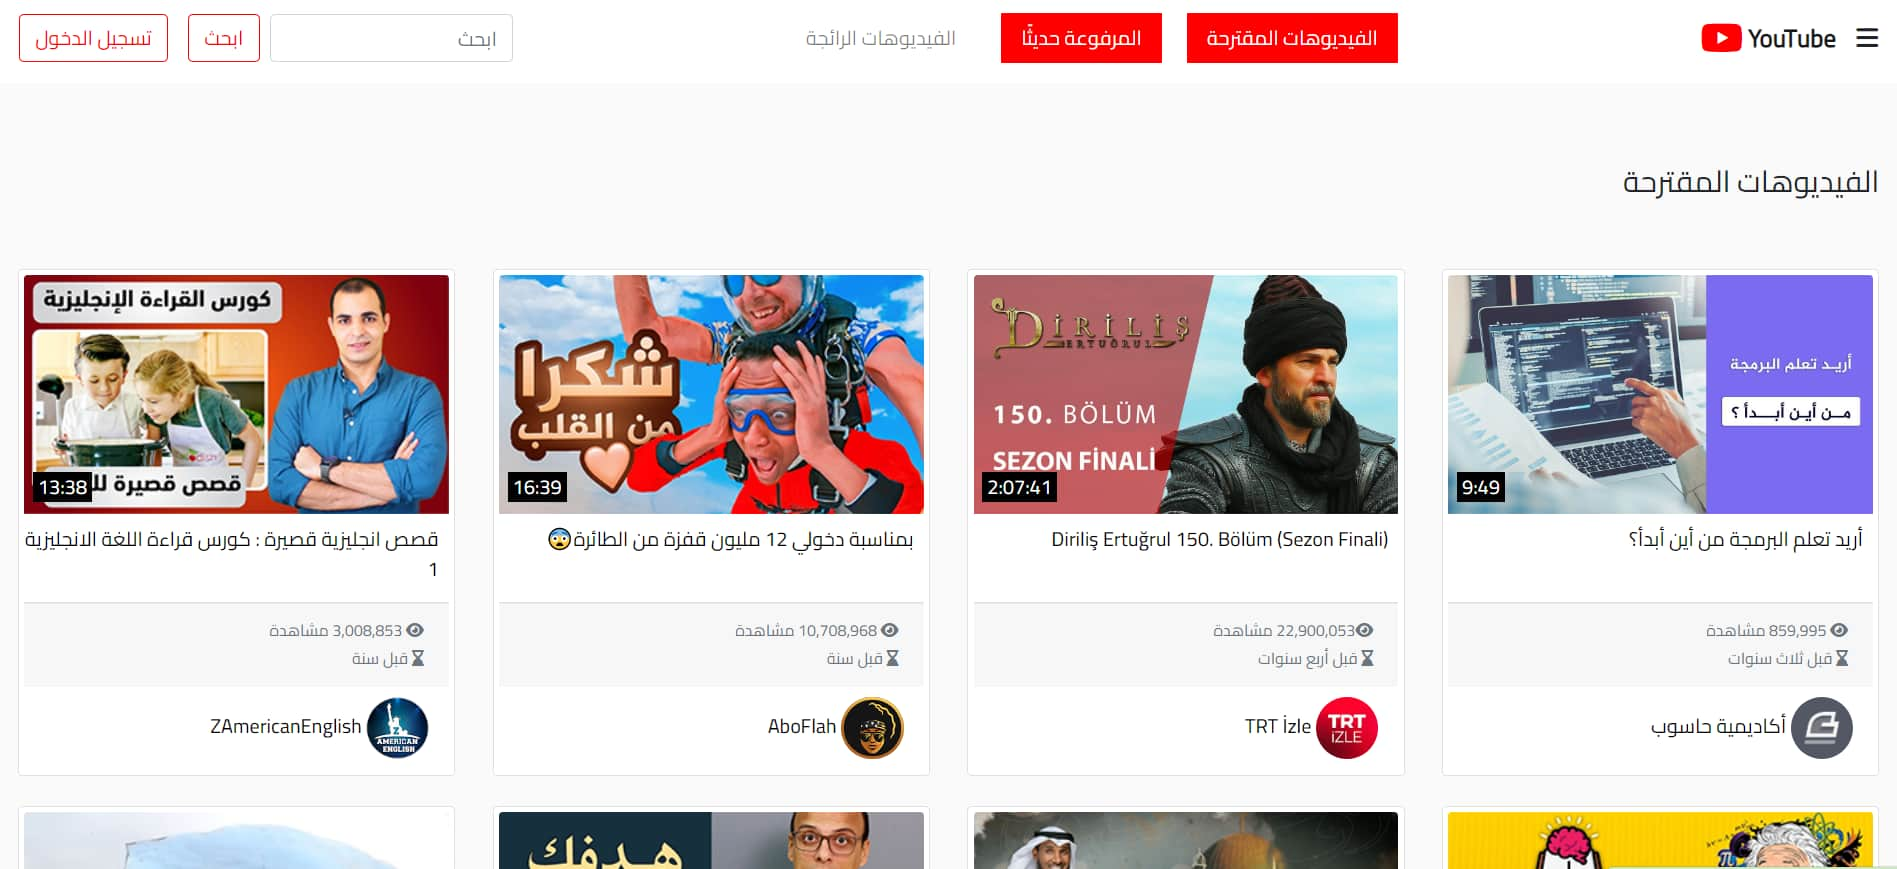 YouTube
الفيديوهات المقترحة
المرفوعة حديثًا
الفيديوهات الرائجة
ابحث
ابحث
تسجيل الدخول
الفيديوهات المقترحة
أريد تعلم البرمجة
من أين أبدأ ؟
9:49
أريد تعلم البرمجة من أين أبدأ؟
859,995 مشاهدة
قبل ثلاث سنوات
أكاديمية حاسوب
DİRİLİŞ
ERTUĞRUL
150. BÖLÜM
SEZON FİNALİ
2:07:41
Diriliş Ertuğrul 150. Bölüm (Sezon Finali)
22,900,053 مشاهدة
قبل أربع سنوات
TRT
İZLE
TRT İzle
شكرا
من القلب
16:39
بمناسبة دخولي 12 مليون قفزة من الطائرة😨
10,708,968 مشاهدة
قبل سنة
AboFlah
كورس القراءة الإنجليزية
dish
قصص قصيرة
13:38
قصص انجليزية قصيرة : كورس قراءة اللغة الانجليزية
1
3,008,853 مشاهدة
قبل سنة
Z
AMERICAN
ENGLISH
ZAmericanEnglish
هدفك